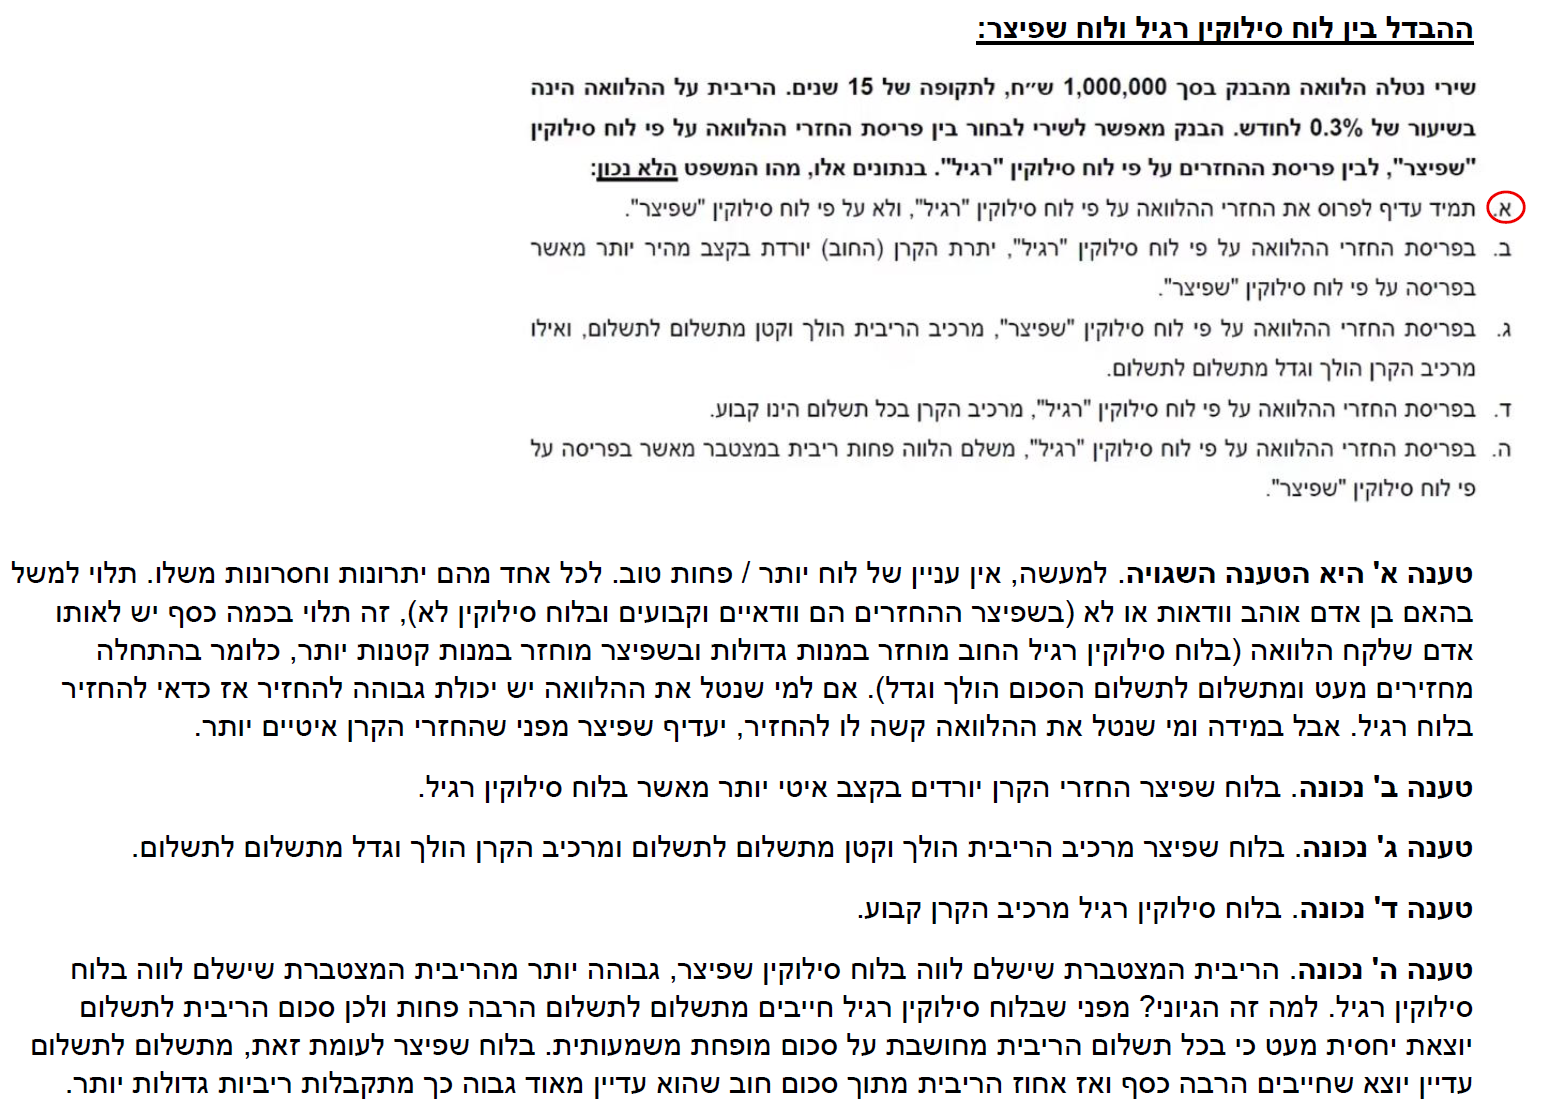 ההבדל בין לוח סילוקין רגיל ולוח שפיצר:
שירי נטלה הלוואה מהבנק בסך 1,000,000 ש״ח, לתקופה של 15 שנים. הריבית על ההלוואה הינה
בשיעור של 0.3% לחודש. הבנק מאפשר לשירי לבחור בין פריסת החזרי ההלוואה על פי לוח סילוקין
"שפיצר", לבין פריסת ההחזרים על פי לוח סילוקין "רגיל". בנתונים אלו, מהו המשפט הלא נכון:
א. תמיד עדיף לפרוס את החזרי ההלוואה על פי לוח סילוקין "רגיל", ולא על פי לוח סילוקין "שפיצר".
ב. בפריסת החזרי ההלוואה על פי לוח סילוקין "רגיל", יתרת הקרן (החוב) יורדת בקצב מהיר יותר מאשר
בפריסה על פי לוח סילוקין "שפיצר".
ג. בפריסת החזרי ההלוואה על פי לוח סילוקין "שפיצר", מרכיב הריבית הולך וקטן מתשלום לתשלום, ואילו
מרכיב הקרן הולך וגדל מתשלום לתשלום.
ד. בפריסת החזרי ההלוואה על פי לוח סילוקין "רגיל", מרכיב הקרן בכל תשלום הינו קבוע.
ה. בפריסת החזרי ההלוואה על פי לוח סילוקין "רגיל", משלם הלווה פחות ריבית במצטבר מאשר בפריסה על
פי לוח סילוקין "שפיצר".
טענה א' היא הטענה השגויה. למעשה, אין עניין של לוח יותר / פחות טוב. לכל אחד מהם יתרונות וחסרונות משלו. תלוי למשל
בהאם בן אדם אוהב וודאות או לא (בשפיצר ההחזרים הם וודאיים וקבועים ובלוח סילוקין לא), זה תלוי בכמה כסף יש לאותו
אדם שלקח הלוואה (בלוח סילוקין רגיל החוב מוחזר במנות גדולות ובשפיצר מוחזר במנות קטנות יותר, כלומר בהתחלה
מחזירים מעט ומתשלום לתשלום הסכום הולך וגדל). אם למי שנטל את ההלוואה יש יכולת גבוהה להחזיר אז כדאי להחזיר
בלוח רגיל. אבל במידה ומי שנטל את ההלוואה קשה לו להחזיר, יעדיף שפיצר מפני שהחזרי הקרן איטיים יותר.
טענה ב' נכונה. בלוח שפיצר החזרי הקרן יורדים בקצב איטי יותר מאשר בלוח סילוקין רגיל.
טענה ג' נכונה. בלוח שפיצר מרכיב הריבית הולך וקטן מתשלום לתשלום ומרכיב הקרן הולך וגדל מתשלום לתשלום.
טענה ד' נכונה. בלוח סילוקין רגיל מרכיב הקרן קבוע.
טענה ה' נכונה. הריבית המצטברת שישלם לווה בלוח סילוקין שפיצר, גבוהה יותר מהריבית המצטברת שישלם לווה בלוח
סילוקין רגיל. למה זה הגיוני? מפני שבלוח סילוקין רגיל חייבים מתשלום לתשלום הרבה פחות ולכן סכום הריבית לתשלום
יוצאת יחסית מעט כי בכל תשלום הריבית מחושבת על סכום מופחת משמעותית. בלוח שפיצר לעומת זאת, מתשלום לתשלום
עדיין יוצא שחייבים הרבה כסף ואז אחוז הריבית מתוך סכום חוב שהוא עדיין מאוד גבוה כך מתקבלות ריביות גדולות יותר.